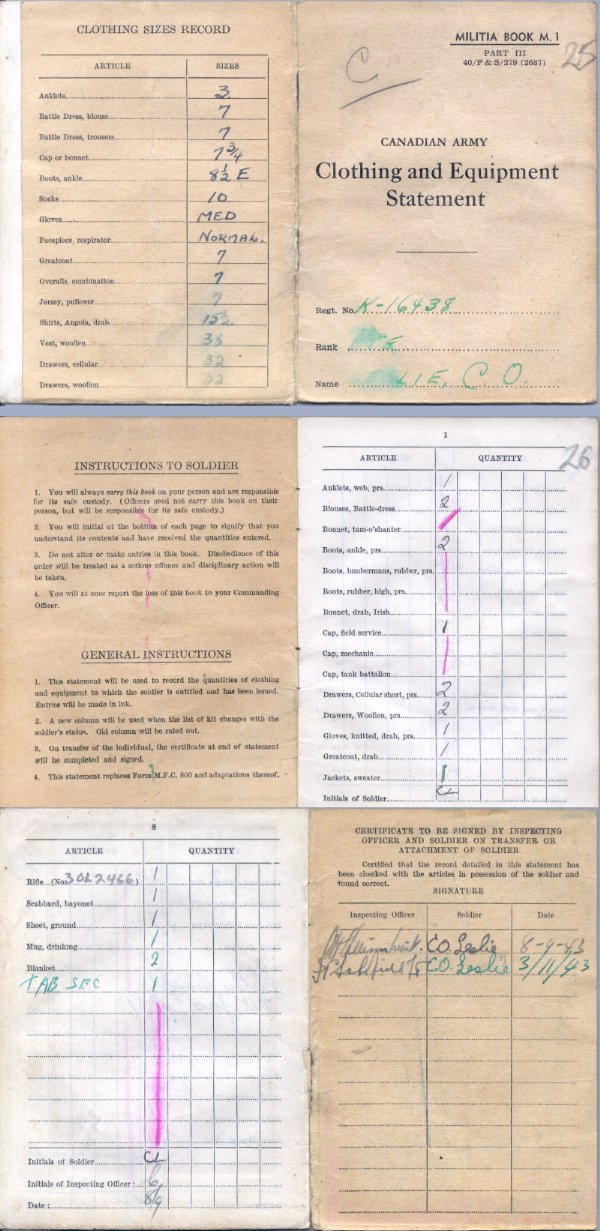 CLOTHING SIZES RECORD
ARTICLE SIZES
Anklets 3
Battle Dress, blouse 7
Battle Dress, trousers 7
Cap or bonnet 7 3/4
Boots, ankle 8 1/2 E
Socks 10
Gloves MED
Facepiece, respirator NORMAL.
Greatcoat 7
Overalls, combination 7
Jersey, pullover 7
Shirts, Angola, drab 15 1/2
Vest, woollen 38
Drawers, cellular 32
Drawers, woollen 32
C
MILITIA BOOK M. 1
PART III
40/P & S/279 (2687)
25
CANADIAN ARMY
Clothing and Equipment
Statement
Regt. No. K-16438
Rank
Name LIE, C.O.
INSTRUCTIONS TO SOLDIER
1. You will always carry this book on your person and are responsible
for its safe custody. (Officers need not carry this book on their
person, but will be responsible for its safe custody.)
2. You will initial at the bottom of each page to signify that you
understand its contents and have received the quantities entered.
3. Do not alter or make entries in this book. Disobedience of this
order will be treated as a serious offence and disciplinary action will
be taken.
4. You will at once report the loss of this book to your Commanding
Officer.
GENERAL INSTRUCTIONS
1. This statement will be used to record the quantities of clothing
and equipment to which the soldier is entitled and has been issued.
Entries will be made in ink.
2. A new column will be used when the list of kit changes with the
soldier's status. Old column will be ruled out.
3. On transfer of the individual, the certificate at end of statement
will be completed and signed.
4. This statement replaces Form M.F.C. 800 and adaptations thereof.
1
26
ARTICLE QUANTITY
Anklets, web, prs. 1
Blouses, Battle-dress 2
Bonnet, tam-o'shanter
Boots, ankle, prs. 2
Boots, lumbermans, rubber, prs.
Boots, rubber, high, prs.
Bonnet, drab, Irish
Cap, field service 1
Cap, mechanic
Cap, tank battalion
Drawers, Cellular short, prs. 2
Drawers, Woollen, prs. 2
Gloves, knitted, drab, prs. 1
Greatcoat, drab 1
Jackets, sweater 1
Initials of Soldier CL
8
ARTICLE QUANTITY
Rifle (No. 30L2466) 1
Scabbard, bayonet 1
Sheet, ground 1
Mug, drinking 1
Blanket 2
TAB SFC 1
Initials of Soldier CL
Initials of Inspecting Officer:
Date: 8/9
CERTIFICATE TO BE SIGNED BY INSPECTING
OFFICER AND SOLDIER ON TRANSFER OR
ATTACHMENT OF SOLDIER
Certified that the record detailed in this statement has
been checked with the articles in possession of the soldier and
found correct.
SIGNATURE
Inspecting Officer Soldier Date
C.O. Leslie 8-9-43
C.O. Leslie 3/11/43